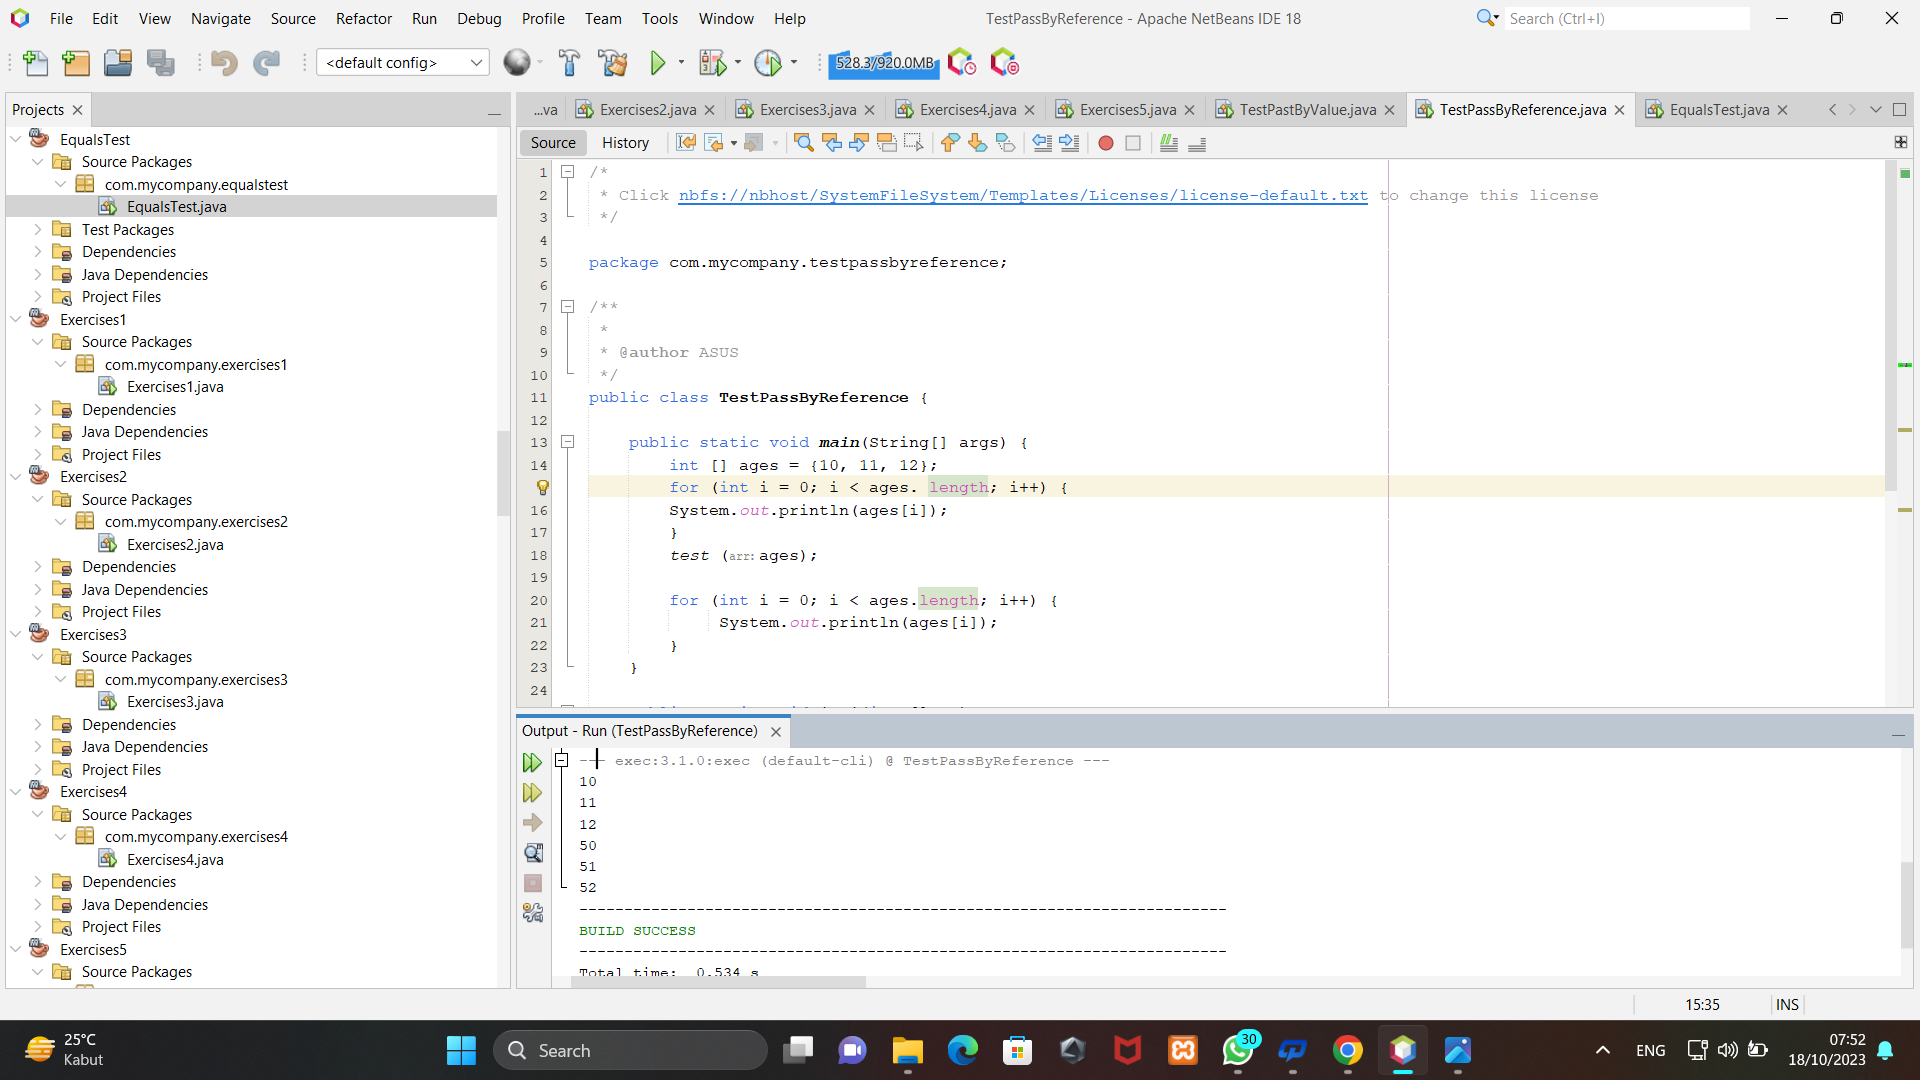 File Edit View Navigate Source Refactor Run Debug Profile Team Tools Window Help
TestPassByReference - Apache NetBeans IDE 18
Search (Ctrl+I)
<default config>
528.3/920.0MB
Projects
EqualsTest
Source Packages
com.mycompany.equalstest
EqualsTest.java
Test Packages
Dependencies
Java Dependencies
Project Files
Exercises1
Source Packages
com.mycompany.exercises1
Exercises1.java
Dependencies
Java Dependencies
Project Files
Exercises2
Source Packages
com.mycompany.exercises2
Exercises2.java
Dependencies
Java Dependencies
Project Files
Exercises3
Source Packages
com.mycompany.exercises3
Exercises3.java
Dependencies
Java Dependencies
Project Files
Exercises4
Source Packages
com.mycompany.exercises4
Exercises4.java
Dependencies
Java Dependencies
Project Files
Exercises5
Source Packages
...va Exercises2.java Exercises3.java Exercises4.java Exercises5.java TestPastByValue.java TestPassByReference.java EqualsTest.java
Source History
1 /*
2 * Click nbfs://nbhost/SystemFileSystem/Templates/Licenses/license-default.txt to change this license
3 */
4
5 package com.mycompany.testpassbyreference;
6
7 /**
8 *
9 * @author ASUS
10 */
11 public class TestPassByReference {
12
13 public static void main(String[] args) {
14 int [] ages = {10, 11, 12};
for (int i = 0; i < ages. length; i++) {
16 System.out.println(ages[i]);
17 }
18 test (arr: ages);
19
20 for (int i = 0; i < ages.length; i++) {
21 System.out.println(ages[i]);
22 }
23 }
24
Output - Run (TestPassByReference)
--- exec:3.1.0:exec (default-cli) @ TestPassByReference ---
10
11
12
50
51
52
------------------------------------------------------------------------
BUILD SUCCESS
------------------------------------------------------------------------
Total time: 0.534 s
15:35 INS
25°C
Kabut
Search
30
ENG
07:52
18/10/2023